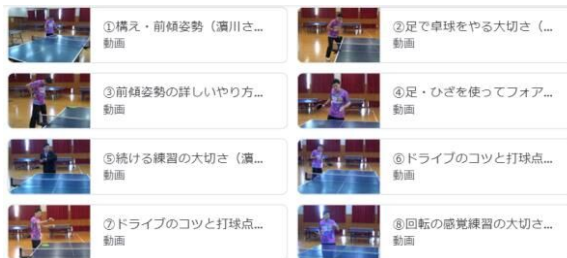 ①構え・前傾姿勢（濵川さ...
動画
②足で卓球をやる大切さ（...
動画
③前傾姿勢の詳しいやり方...
動画
④足・ひざを使ってフォア...
動画
⑤続ける練習の大切さ（濵...
動画
⑥ドライブのコツと打球点...
動画
⑦ドライブのコツと打球点...
動画
⑧回転の感覚練習の大切さ...
動画